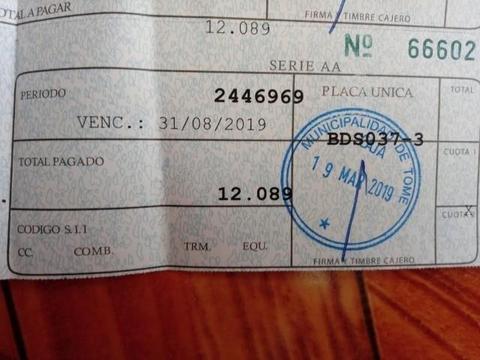 TOTAL A PAGAR
FIRMA Y TIMBRE CAJERO
12.089
Nº 66602
SERIE AA
PERIODO
2446969
PLACA UNICA
TOTAL
VENC.: 31/08/2019
MUNICIPALIDAD DE TOME
BDS037-3
CUOTA 1
TOTAL PAGADO
19 MAR 2019
12.089
X
CUOTA 2
CODIGO S.I.I
CC. COMB. TRM. EQU.
FIRMA Y TIMBRE CAJERO